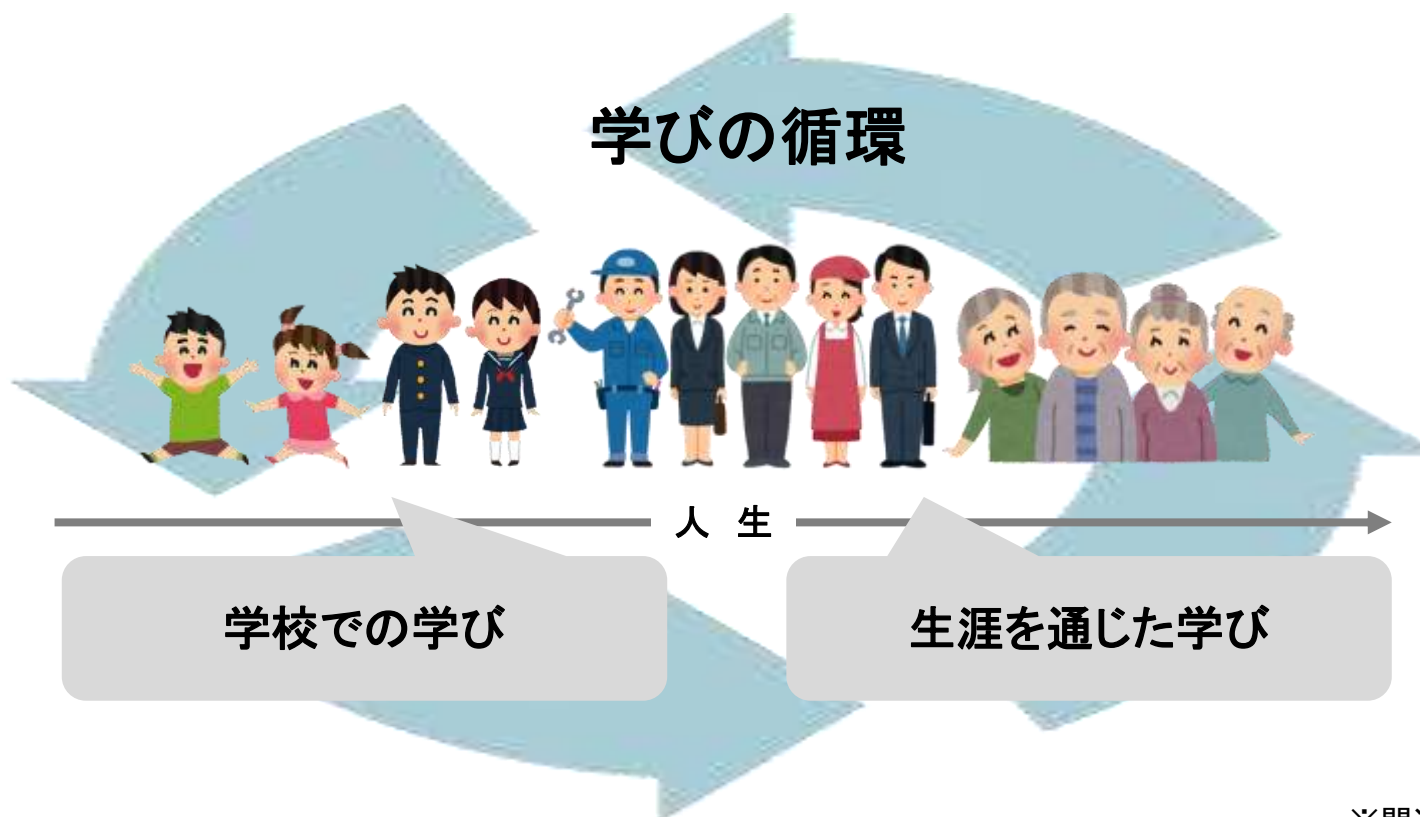 学びの循環
人 生
学校での学び
生涯を通じた学び